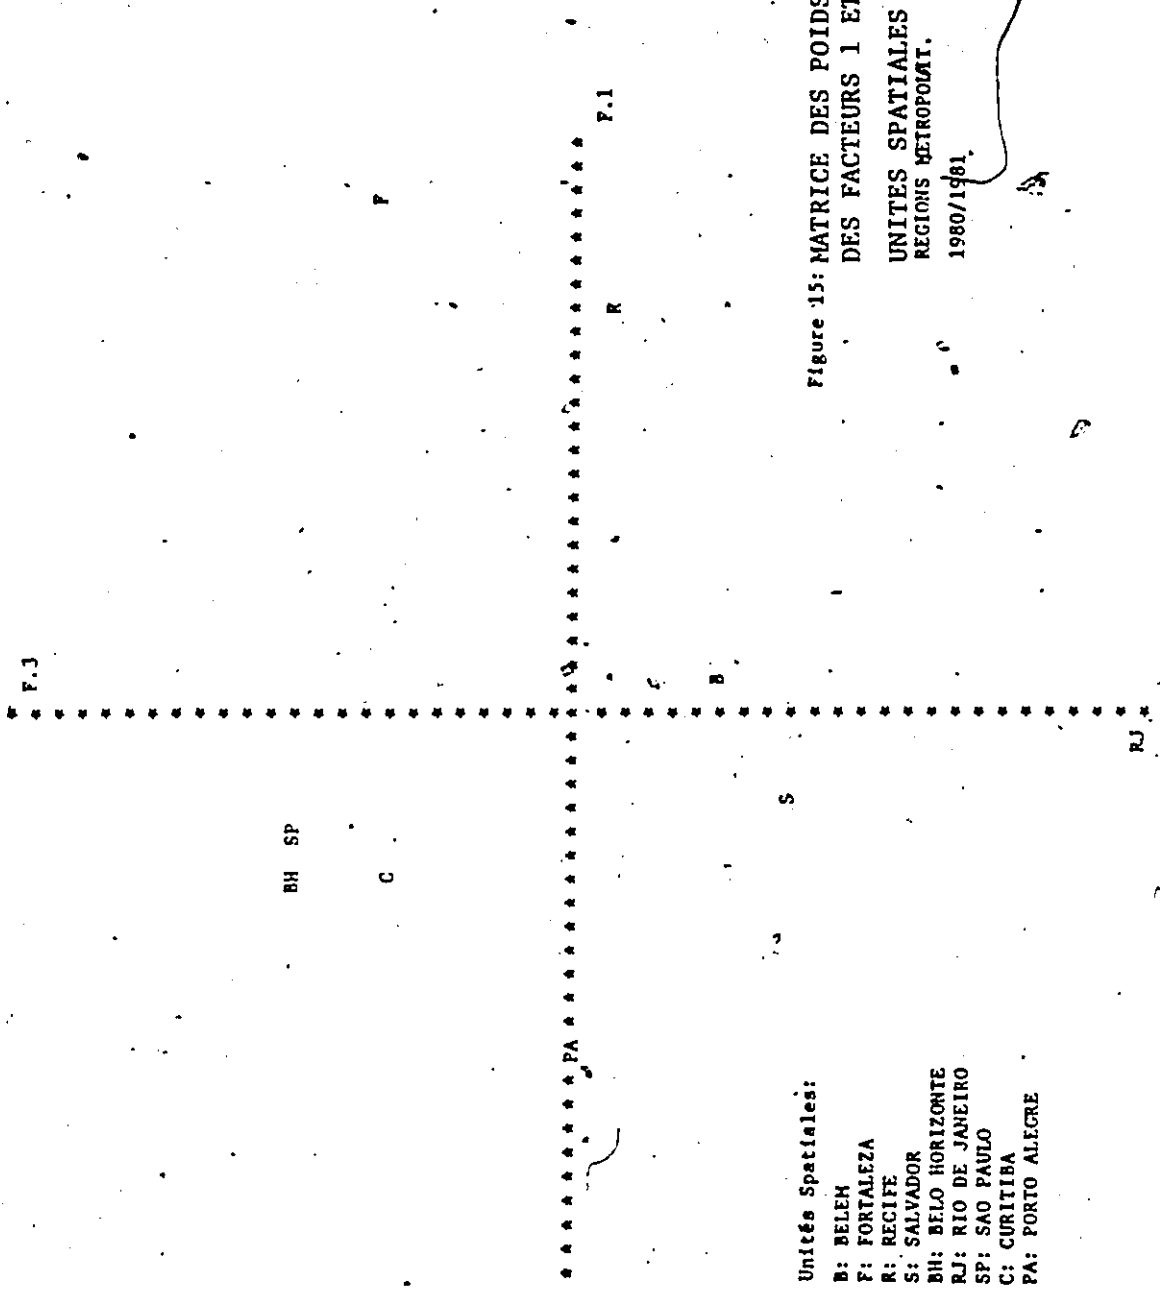 F.3
F.1
F
R
BH SP
C
PA
B
S
RJ
Figure 15: MATRICE DES POIDS
DES FACTEURS 1 ET
UNITES SPATIALES
REGIONS METROPOLIT.
1980/1981
Unités Spatiales:
B: BELEM
F: FORTALEZA
R: RECIFE
S: SALVADOR
BH: BELO HORIZONTE
RJ: RIO DE JANEIRO
SP: SAO PAULO
C: CURITIBA
PA: PORTO ALEGRE